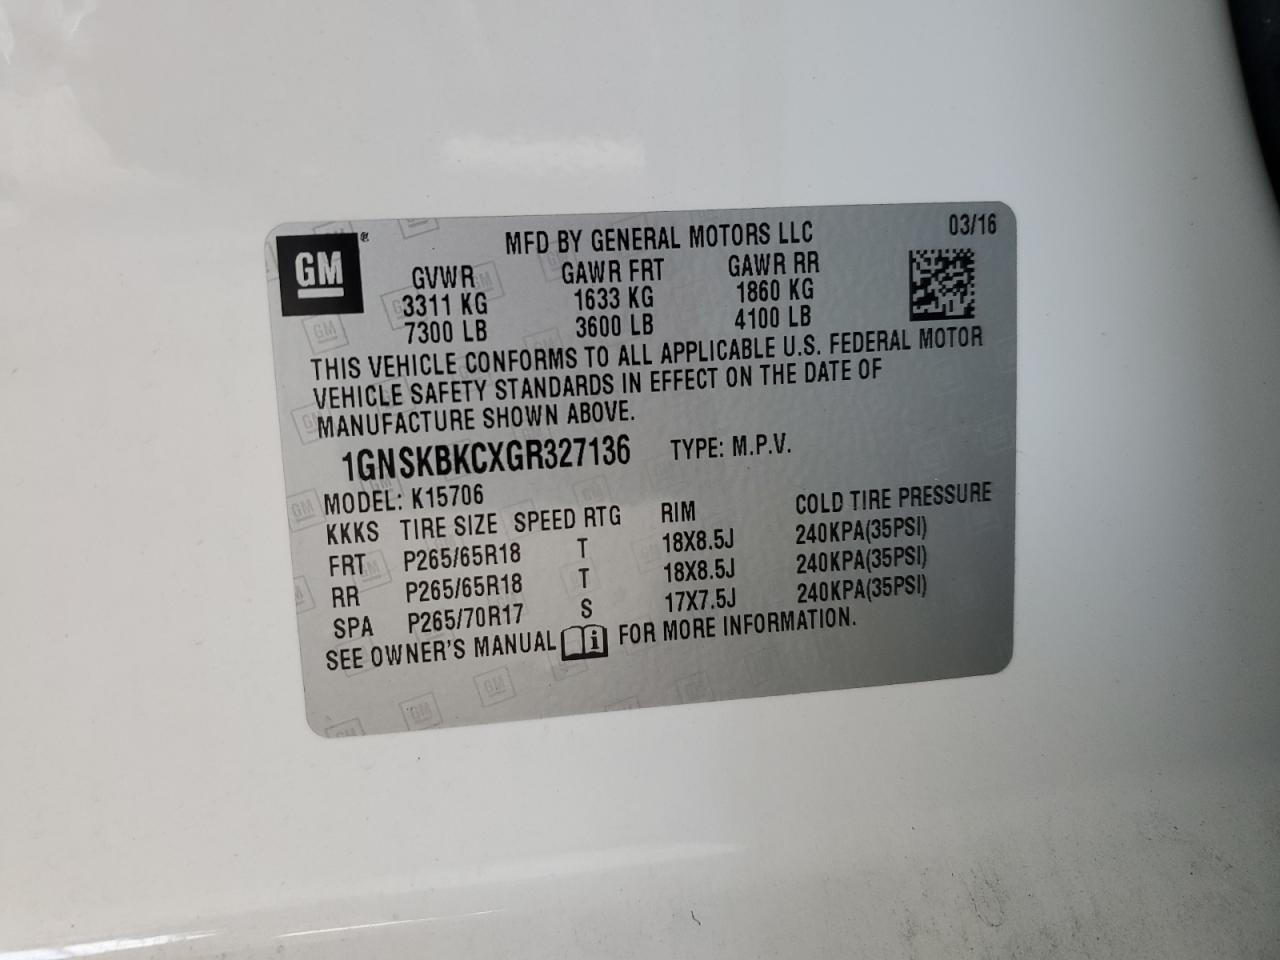 GM®
MFD BY GENERAL MOTORS LLC 03/16
GVWR GAWR FRT GAWR RR
3311 KG 1633 KG 1860 KG
7300 LB 3600 LB 4100 LB
THIS VEHICLE CONFORMS TO ALL APPLICABLE U.S. FEDERAL MOTOR
VEHICLE SAFETY STANDARDS IN EFFECT ON THE DATE OF
MANUFACTURE SHOWN ABOVE.
1GNSKBKCXGR327136 TYPE: M.P.V.
MODEL: K15706
KKKS TIRE SIZE SPEED RTG RIM COLD TIRE PRESSURE
FRT P265/65R18 T 18X8.5J 240KPA(35PSI)
RR P265/65R18 T 18X8.5J 240KPA(35PSI)
SPA P265/70R17 S 17X7.5J 240KPA(35PSI)
SEE OWNER'S MANUAL i FOR MORE INFORMATION.